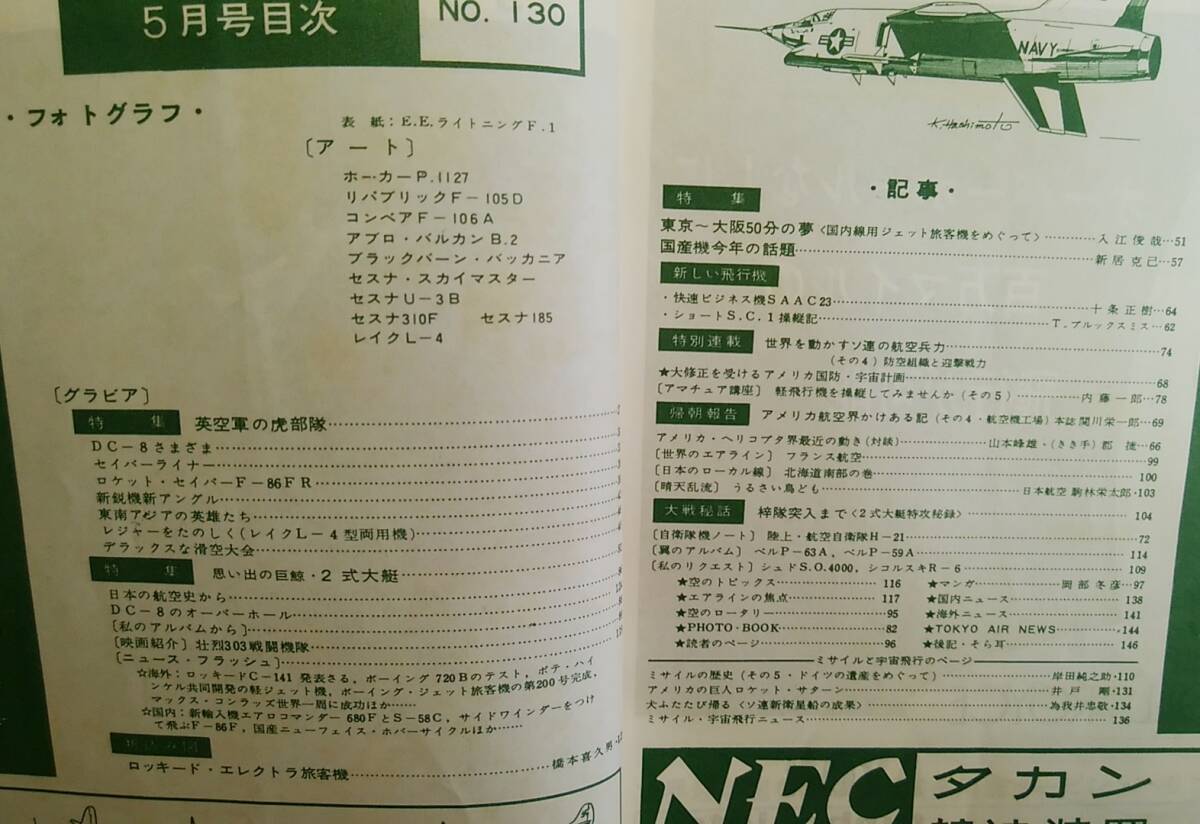 5月号目次
NO. 130
・フォトグラフ・
表紙：E.E.ライトニングF.1
〔アート〕
ホーカーP.1127
リパブリックF－105D
コンベアF－106A
アブロ・バルカンB.2
ブラックバーン・バッカニア
セスナ・スカイマスター
セスナU－3B
セスナ310F セスナ185
レイクL－4
〔グラビア〕
特集 英空軍の虎部隊
DC－8さまざま
セイバーライナー
ロケット・セイバーF－86FR
新鋭機新アングル
東南アジアの英雄たち
レジャーをたのしく(レイクL－4型両用機)
デラックスな滑空大会
特集 思い出の巨鯨・2式大艇
日本の航空史から
DC－8のオーバーホール
〔私のアルバムから〕
〔映画紹介〕壮烈303戦闘機隊
〔ニュース・フラッシュ〕
☆海外：ロッキードC－141発表さる，ボーイング720Bのテスト，ポテ・ハイ
ンケル共同開発の軽ジェット機，ボーイング・ジェット旅客機の第200号完成，
マックス・コンラッズ世界一周に成功ほか……
☆国内：新輸入機エアロコマンダー680FとS－58C，サイドワインダーをつけ
て飛ぶF－86F，国産ニューフェイス・ホバーサイクルほか……
折込み図
ロッキード・エレクトラ旅客機……橋本喜久男
NAVY
K.Hashimoto
・記事・
特集
東京～大阪50分の夢〈国内線用ジェット旅客機をめぐって〉……入江俊哉…51
国産機今年の話題……新居克己…57
新しい飛行機
・快速ビジネス機SAAC23……十条正樹…64
・ショートS.C.1操縦記……T.ブルックスミス…62
特別連載 世界を動かすソ連の航空兵力……74
(その4)防空組織と迎撃戦力
★大修正を受けるアメリカ国防・宇宙計画……68
〔アマチュア講座〕軽飛行機を操縦してみませんか(その5)……内藤一郎…78
帰朝報告 アメリカ航空界かけある記(その4・航空機工場)本誌関川栄一郎…69
アメリカ・ヘリコプタ界最近の動き(対談)……山本峰雄・(きき手)郡 捷…66
〔世界のエアライン〕フランス航空……99
〔日本のローカル線〕北海道南部の巻……100
〔晴天乱流〕うるさい鳥ども……日本航空 駒林栄太郎・103
大戦秘話 梓隊突入まで〈2式大艇特攻秘録〉……104
〔自衛隊機ノート〕陸上・航空自衛隊H－21……72
〔翼のアルバム〕ベルP－63A，ベルP－59A……114
〔私のリクエスト〕シュドS.O.4000，シコルスキR－6……109
★空のトピックス……116 ★マンガ……岡部冬彦…97
★エアラインの焦点……117 ★国内ニュース……138
★空のロータリー……95 ★海外ニュース……141
★PHOTO・BOOK……82 ★TOKYO AIR NEWS……144
★読者のページ……96 ★後記・そら耳……146
ミサイルと宇宙飛行のページ
ミサイルの歴史(その5・ドイツの遺産をめぐって)……岸田純之助・110
アメリカの巨人ロケット・サターン……井戸 剛・131
犬ふたたび帰る〈ソ連新衛星船の成果〉……為我井忠敬・134
ミサイル・宇宙飛行ニュース……136
NEC
タカン